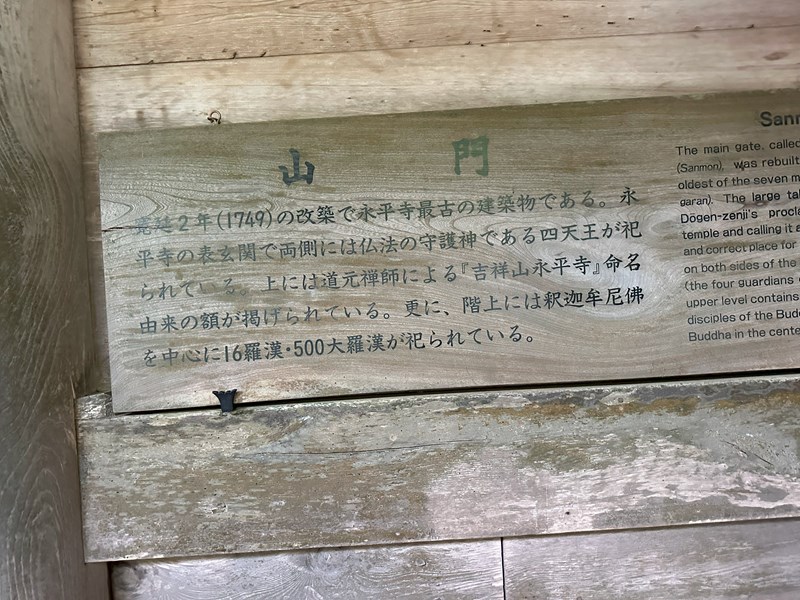 山門
寛延2年(1749)の改築で永平寺最古の建築物である。永
平寺の表玄関で両側には仏法の守護神である四天王が祀
られている。上には道元禅師による『吉祥山永平寺』命名
由来の額が掲げられている。更に、階上には釈迦牟尼佛
を中心に16羅漢・500大羅漢が祀られている。
The main gate, called
(Sanmon), was rebuilt
oldest of the seven m
garan). The large ta
Dōgen-zenji's procla
temple and calling it a
and correct place for
on both sides of the
(the four guardians
upper level contains
disciples of the Bud
Buddha in the cente